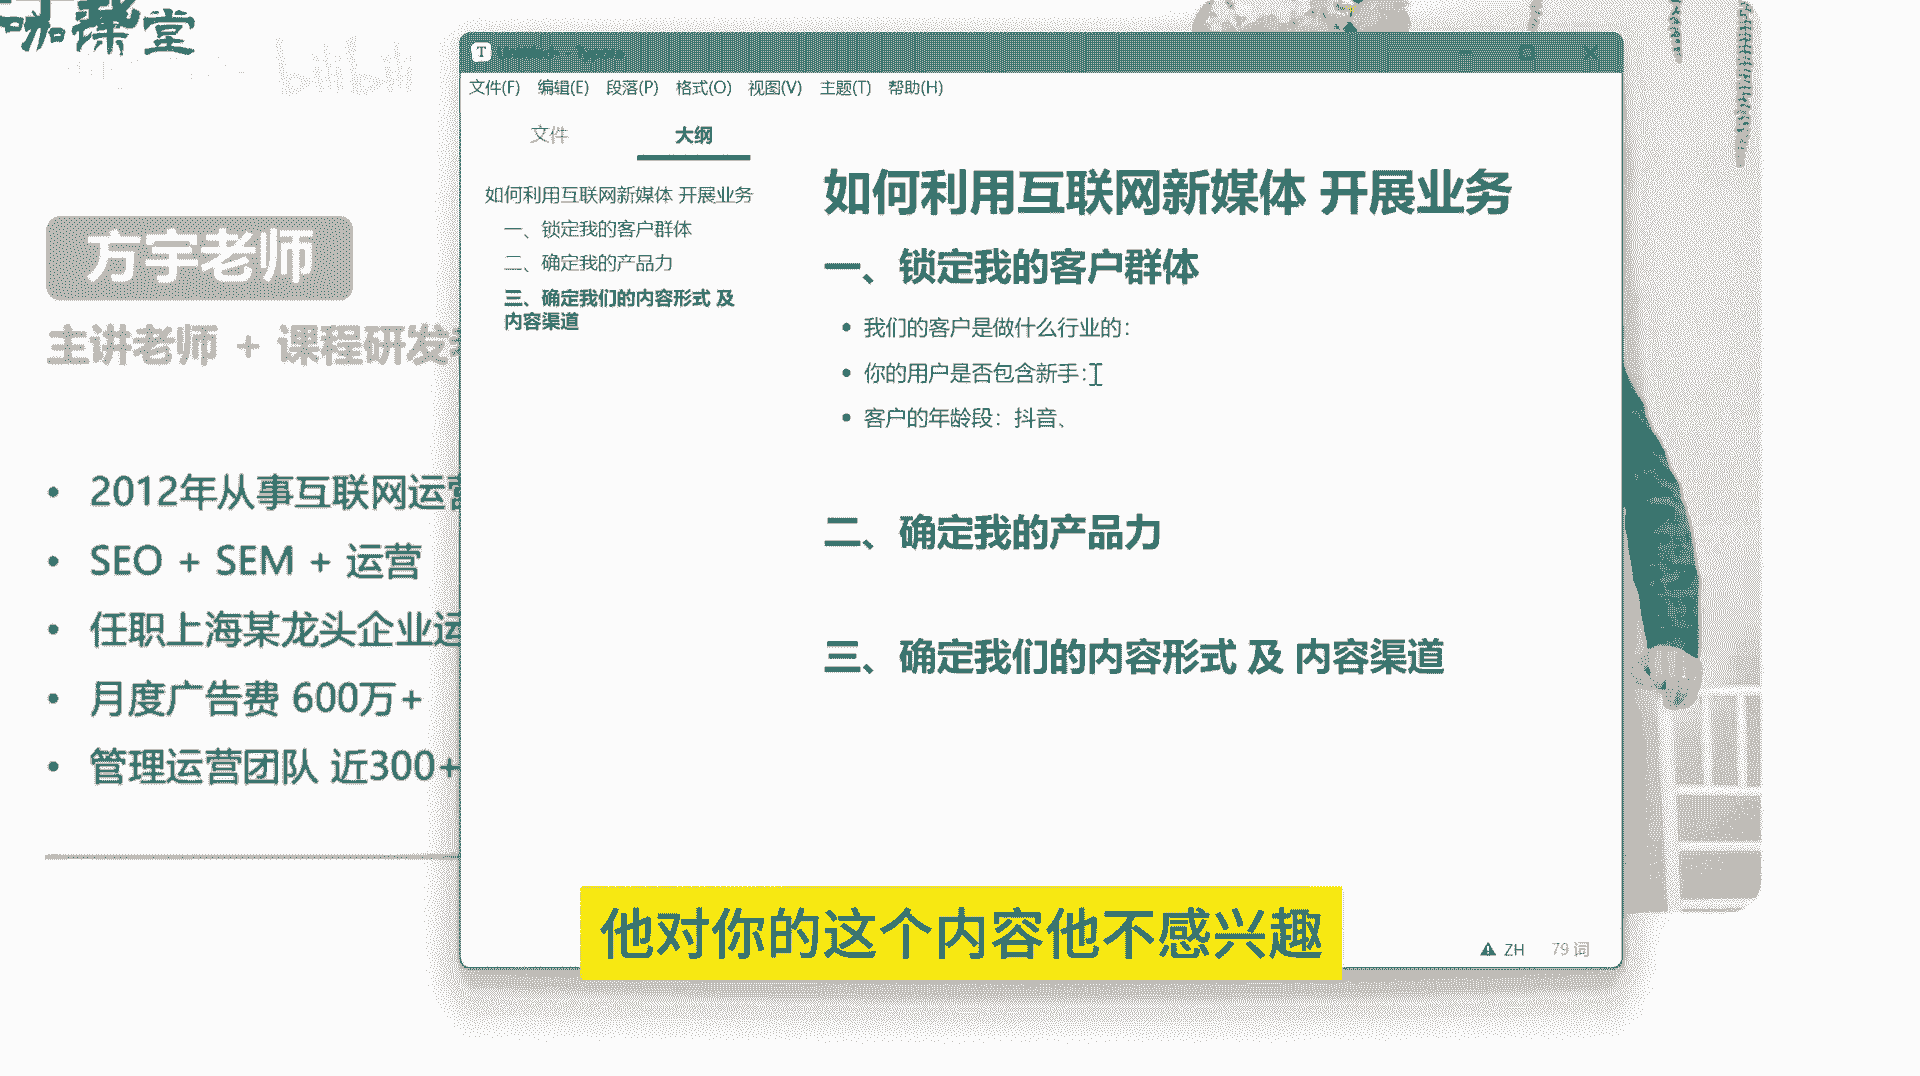 咖课堂
bilibili
方宇老师
主讲老师 + 课程研发
• 2012年从事互联网运营
• SEO + SEM + 运营
• 任职上海某龙头企业运
• 月度广告费 600万+
• 管理运营团队 近300+
文件(F) 编辑(E) 段落(P) 格式(O) 视图(V) 主题(T) 帮助(H)
文件 大纲
如何利用互联网新媒体 开展业务
一、锁定我的客户群体
二、确定我的产品力
三、确定我们的内容形式 及
内容渠道
如何利用互联网新媒体 开展业务
一、锁定我的客户群体
• 我们的客户是做什么行业的：
• 你的用户是否包含新手：
• 客户的年龄段：抖音、
二、确定我的产品力
三、确定我们的内容形式 及 内容渠道
他对你的这个内容他不感兴趣
ZH 79 词